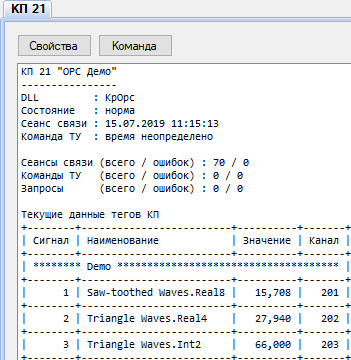 КП 21
Свойства
Команда
КП 21 "OPC Демо"
----------------
DLL : KpOpc
Состояние : норма
Сеанс связи : 15.07.2019 11:15:13
Команда ТУ : время неопределено
Сеансы связи (всего / ошибок) : 70 / 0
Команды ТУ (всего / ошибок) : 0 / 0
Запросы (всего / ошибок) : 0 / 0
Текущие данные тегов КП
| Сигнал | Наименование | Значение | Канал |
| ******** Demo ************************************ |
| 1 | Saw-toothed Waves.Real8 | 15,708 | 201 |
| 2 | Triangle Waves.Real4 | 27,940 | 202 |
| 3 | Triangle Waves.Int2 | 66,000 | 203 |